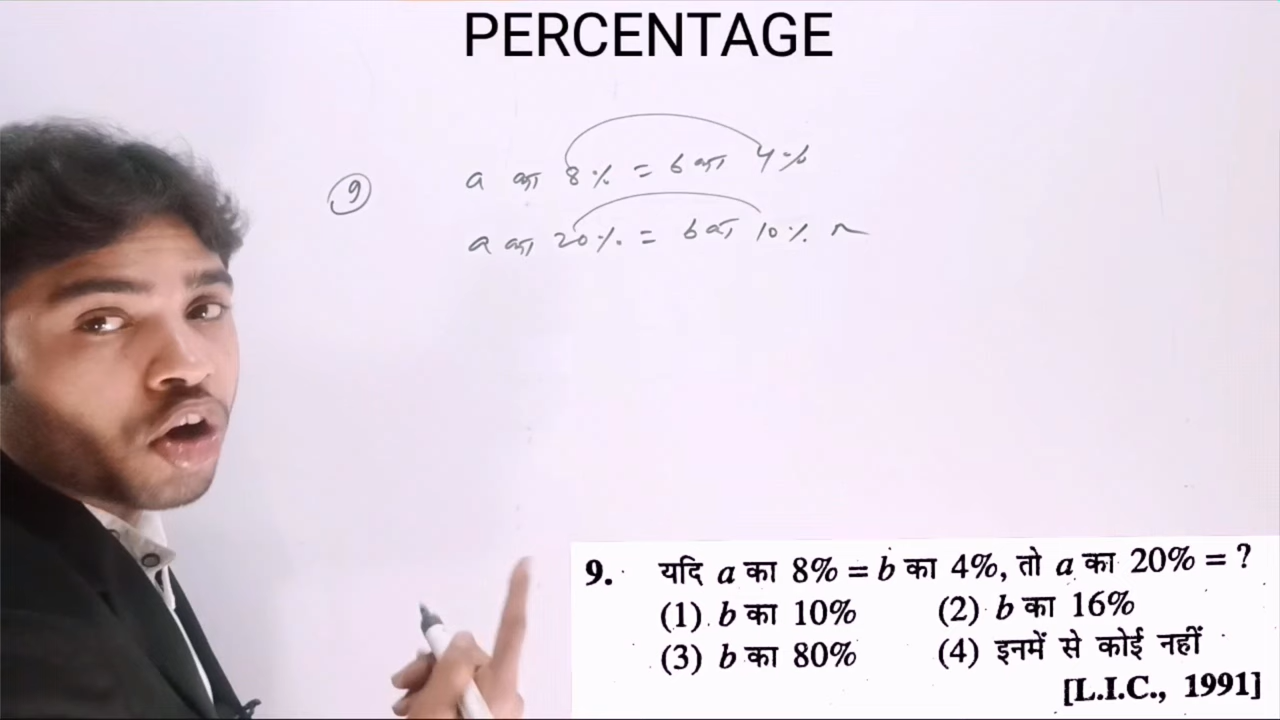 PERCENTAGE
9 a का 8% = b का 4%
a का 20% = b का 10%
9. यदि a का 8% = b का 4%, तो a का 20% = ?
(1) b का 10% (2) b का 16%
(3) b का 80% (4) इनमें से कोई नहीं
[L.I.C., 1991]